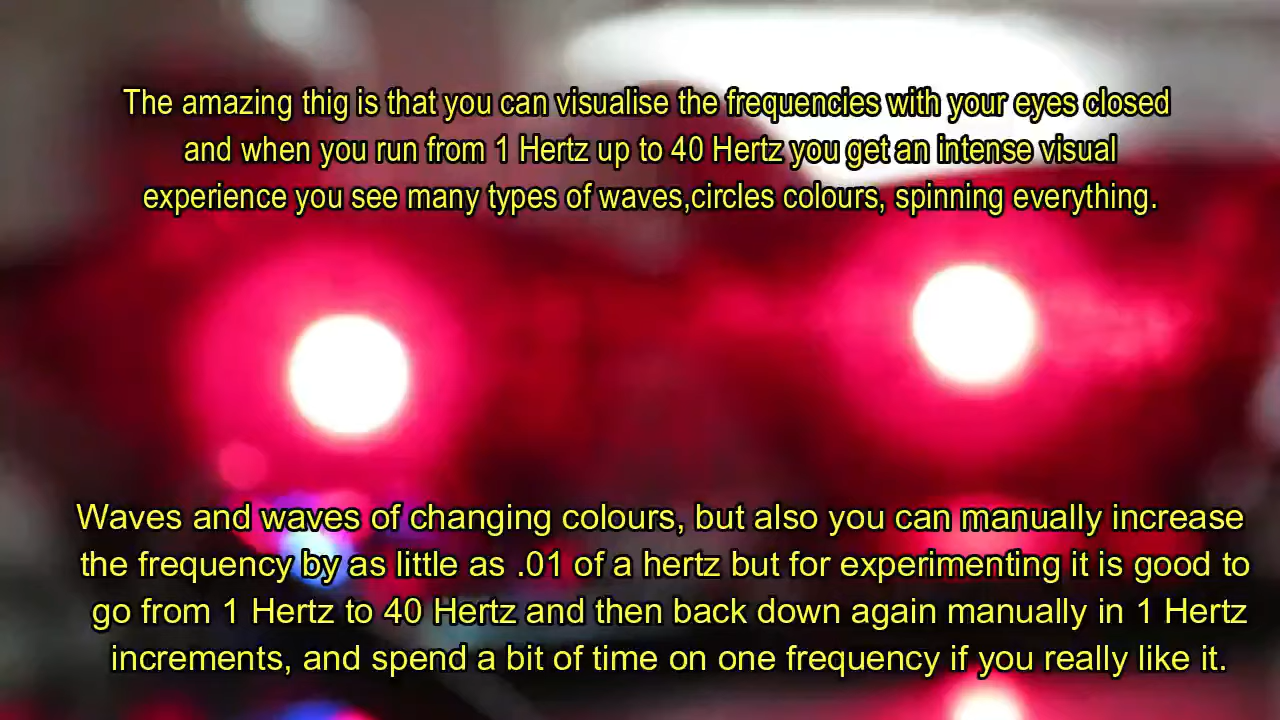 The amazing thig is that you can visualise the frequencies with your eyes closed
and when you run from 1 Hertz up to 40 Hertz you get an intense visual
experience you see many types of waves,circles colours, spinning everything.
Waves and waves of changing colours, but also you can manually increase
the frequency by as little as .01 of a hertz but for experimenting it is good to
go from 1 Hertz to 40 Hertz and then back down again manually in 1 Hertz
increments, and spend a bit of time on one frequency if you really like it.